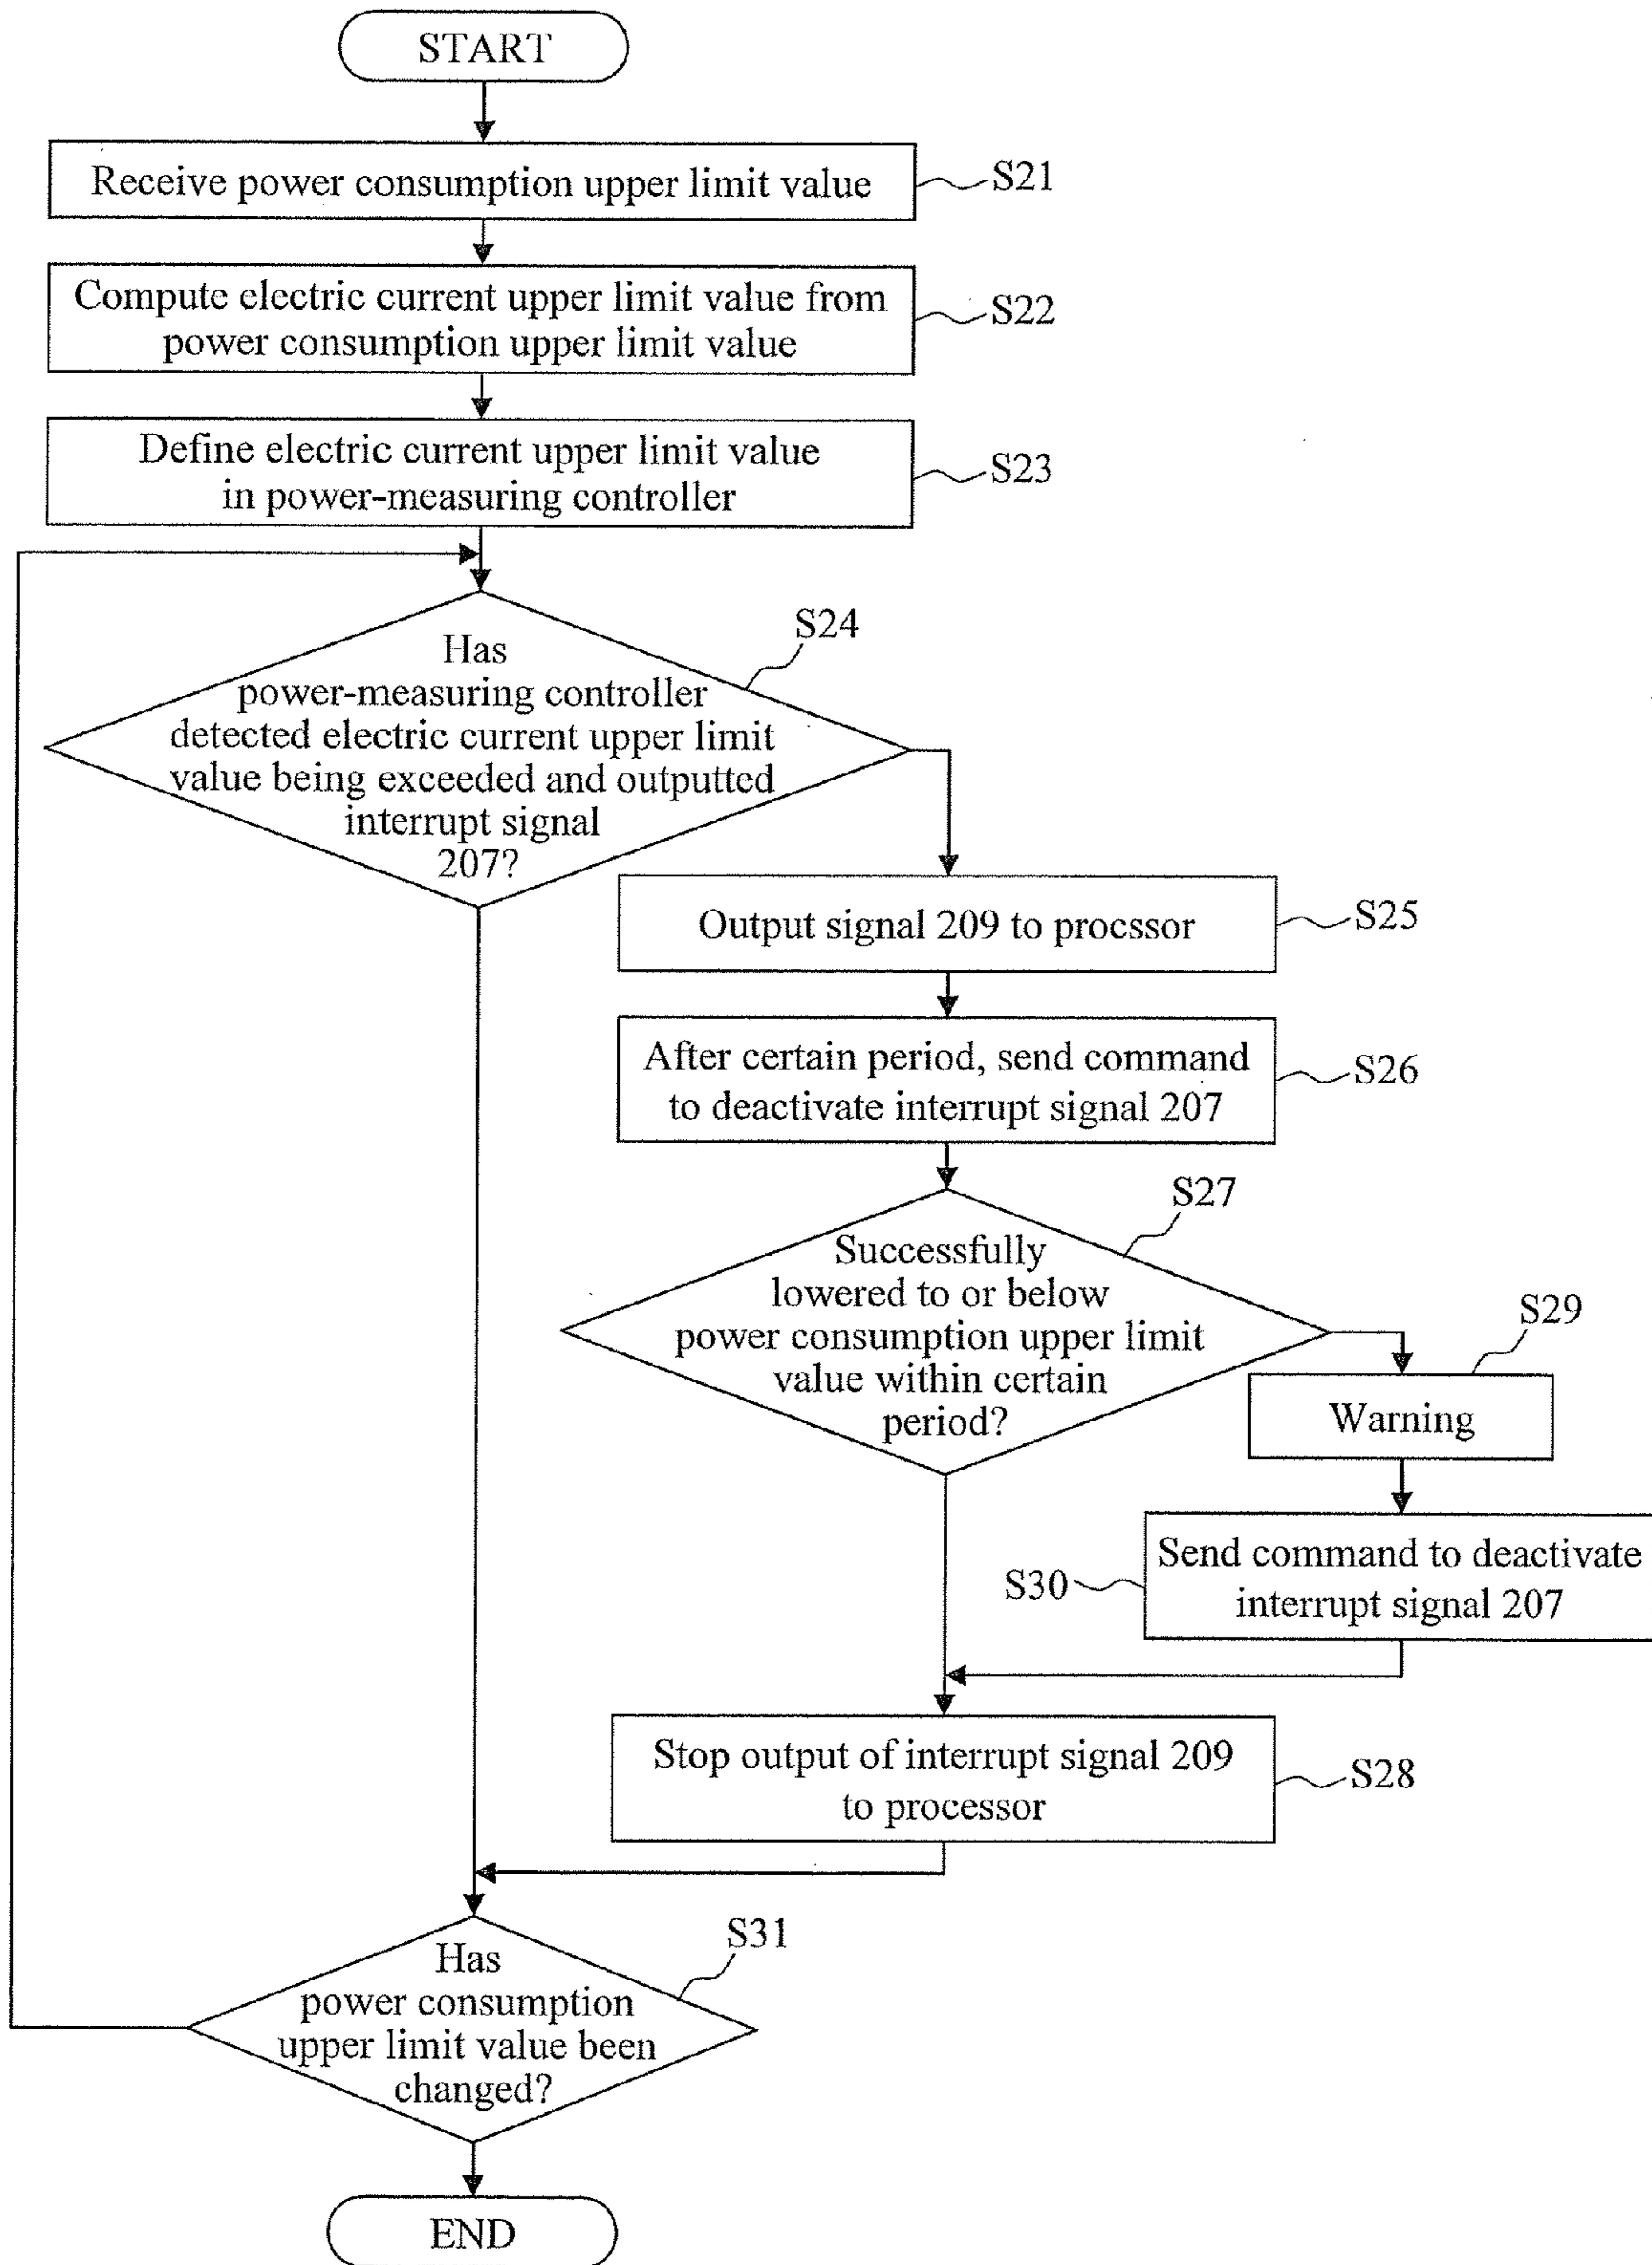 START
Receive power consumption upper limit value
S21
Compute electric current upper limit value from
power consumption upper limit value
S22
Define electric current upper limit value
in power-measuring controller
S23
S24
Has
power-measuring controller
detected electric current upper limit
value being exceeded and outputted
interrupt signal
207?
Output signal 209 to procssor
S25
After certain period, send command
to deactivate interrupt signal 207
S26
S27
Successfully
lowered to or below
power consumption upper limit
value within certain
period?
S29
Warning
Send command to deactivate
interrupt signal 207
S30
Stop output of interrupt signal 209
to processor
S28
S31
Has
power consumption
upper limit value been
changed?
END